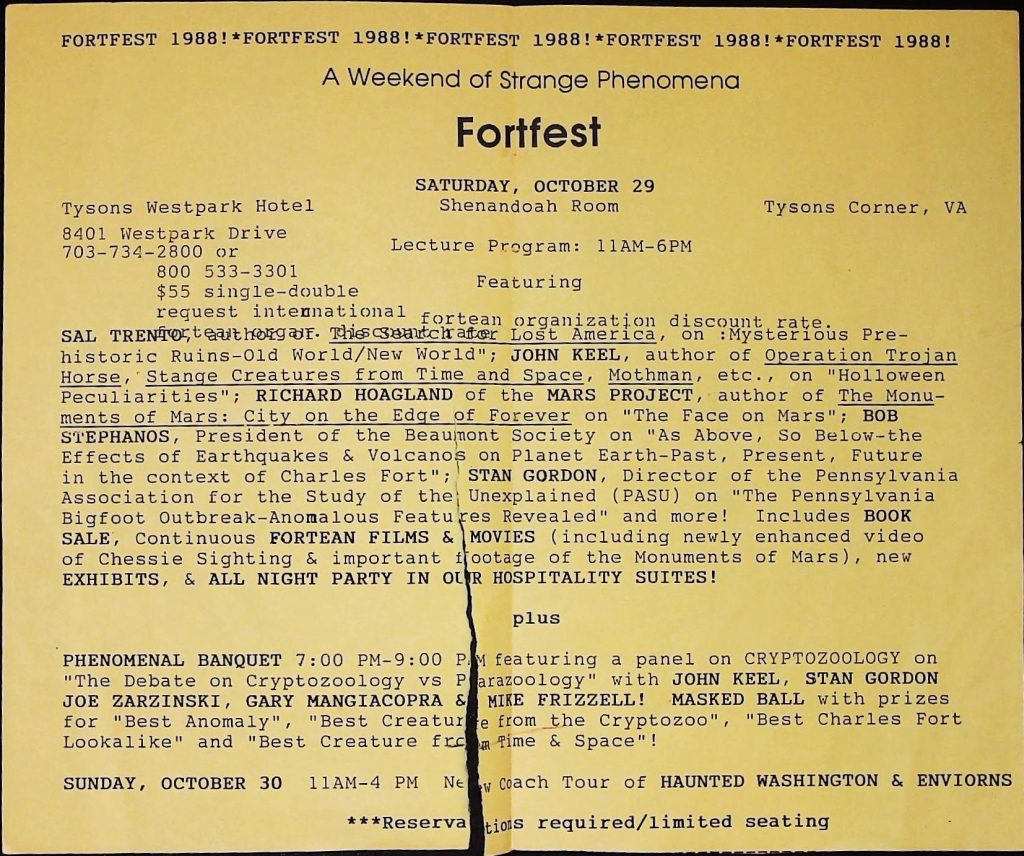 FORTFEST 1988!*FORTFEST 1988!*FORTFEST 1988!*FORTFEST 1988!*FORTFEST 1988!
A Weekend of Strange Phenomena
Fortfest
SATURDAY, OCTOBER 29
Tysons Westpark Hotel Shenandoah Room Tysons Corner, VA
8401 Westpark Drive
703-734-2800 or Lecture Program: 11AM-6PM
800 533-3301
$55 single-double Featuring
request international fortean organization discount rate.
fortean organ. discount rate
SAL TRENTO, author of The Search for Lost America, on :Mysterious Pre-
historic Ruins-Old World/New World"; JOHN KEEL, author of Operation Trojan
Horse, Stange Creatures from Time and Space, Mothman, etc., on "Holloween
Peculiarities"; RICHARD HOAGLAND of the MARS PROJECT, author of The Monu-
ments of Mars: City on the Edge of Forever on "The Face on Mars"; BOB
STEPHANOS, President of the Beaumont Society on "As Above, So Below-the
Effects of Earthquakes & Volcanos on Planet Earth-Past, Present, Future
in the context of Charles Fort"; STAN GORDON, Director of the Pennsylvania
Association for the Study of the Unexplained (PASU) on "The Pennsylvania
Bigfoot Outbreak-Anomalous Features Revealed" and more! Includes BOOK
SALE, Continuous FORTEAN FILMS & MOVIES (including newly enhanced video
of Chessie Sighting & important footage of the Monuments of Mars), new
EXHIBITS, & ALL NIGHT PARTY IN OUR HOSPITALITY SUITES!
plus
PHENOMENAL BANQUET 7:00 PM-9:00 PM featuring a panel on CRYPTOZOOLOGY on
"The Debate on Cryptozoology vs Parazoology" with JOHN KEEL, STAN GORDON
JOE ZARZINSKI, GARY MANGIACOPRA & MIKE FRIZZELL! MASKED BALL with prizes
for "Best Anomaly", "Best Creature from the Cryptozoo", "Best Charles Fort
Lookalike" and "Best Creature from Time & Space"!
SUNDAY, OCTOBER 30 11AM-4 PM New Coach Tour of HAUNTED WASHINGTON & ENVIORNS
***Reservations required/limited seating